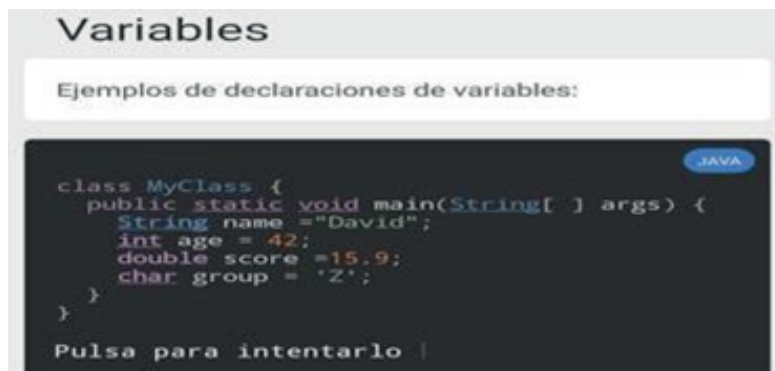 Variables
Ejemplos de declaraciones de variables:
JAVA
class MyClass {
public static void main(String[ ] args) {
String name ="David";
int age = 42;
double score =15.9;
char group = 'Z';
}
}
Pulsa para intentarlo